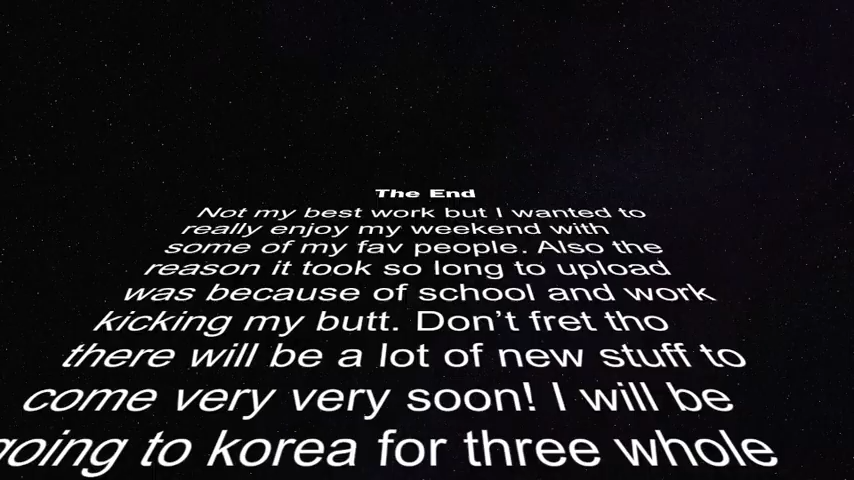 The End
Not my best work but I wanted to
really enjoy my weekend with
some of my fav people. Also the
reason it took so long to upload
was because of school and work
kicking my butt. Don’t fret tho
there will be a lot of new stuff to
come very very soon! I will be
going to korea for three whole